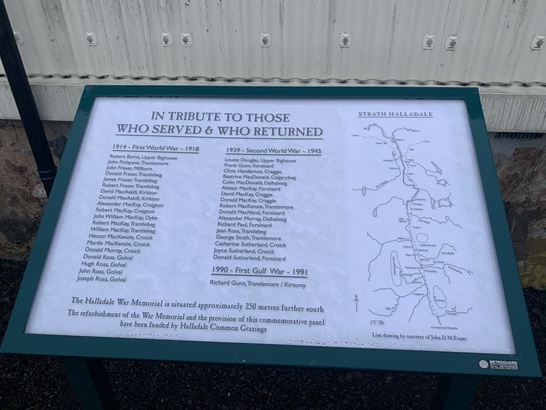 IN TRIBUTE TO THOSE
WHO SERVED & WHO RETURNED
1914 - First World War - 1918
Robert Burns, Upper Bighouse
John Finlayson, Trantlemore
John Fraser, Millburn
Donald Fraser, Trantlebeg
James Fraser, Trantlebeg
Robert Fraser, Trantlebeg
David MacAskill, Kirkton
Donald MacAskill, Kirkton
Alexander MacKay, Craigton
Robert MacKay, Craigton
John William MacKay, Dyke
Robert MacKay, Trantlebeg
William MacKay, Trantlebeg
Hector MacKenzie, Croick
Murdo MacKenzie, Croick
Donald Murray, Croick
Donald Ross, Golval
Hugh Ross, Golval
John Ross, Golval
Joseph Ross, Golval
1939 - Second World War - 1945
Louise Douglas, Upper Bighouse
Frank Gunn, Forsinard
Chris Henderson, Craggie
Beatrice MacDonald, Calgarybeg
Colin MacDonald, Dalhalvaig
Alister MacKay, Forsinard
David MacKay, Craggie
Donald MacKay, Craggie
Robert MacKenzie, Trantlemore
Donald MacNicol, Forsinard
Alexander Murray, Dalhalvaig
Richard Paul, Forsinard
Jean Ross, Trantlebeg
George Smith, Trantlemore
Catherine Sutherland, Croick
Joyce Sutherland, Croick
Donald Sutherland, Forsinard
1990 - First Gulf War - 1991
Richard Gunn, Trantlemore / Kirtomy
The Halladale War Memorial is situated approximately 250 metres further south
The refurbishment of the War Memorial and the provision of this commemorative panel
have been funded by Halladale Common Grazings
STRATH HALLADALE
Line drawing by courtesy of John D M Fraser
METROGUARD